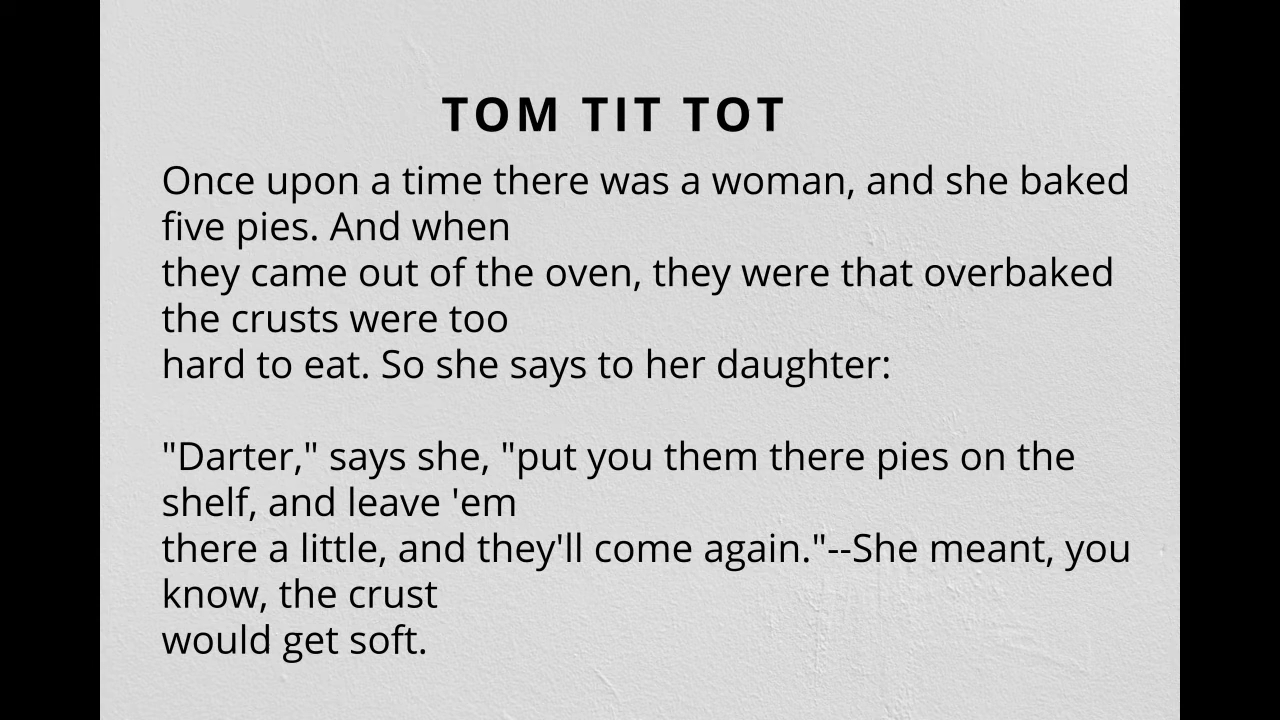 TOM TIT TOT
Once upon a time there was a woman, and she baked
five pies. And when
they came out of the oven, they were that overbaked
the crusts were too
hard to eat. So she says to her daughter:
"Darter," says she, "put you them there pies on the
shelf, and leave 'em
there a little, and they'll come again."--She meant, you
know, the crust
would get soft.